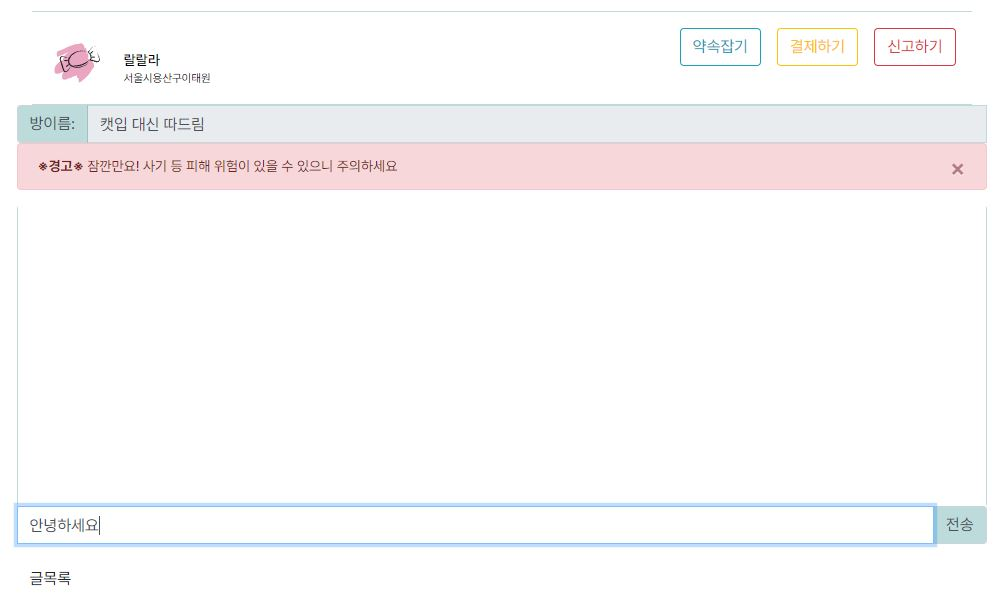 랄랄라
서울시용산구이태원
약속잡기 결제하기 신고하기
방이름: 캣입 대신 따드림
※경고※ 잠깐만요! 사기 등 피해 위험이 있을 수 있으니 주의하세요 ×
안녕하세요 전송
글목록